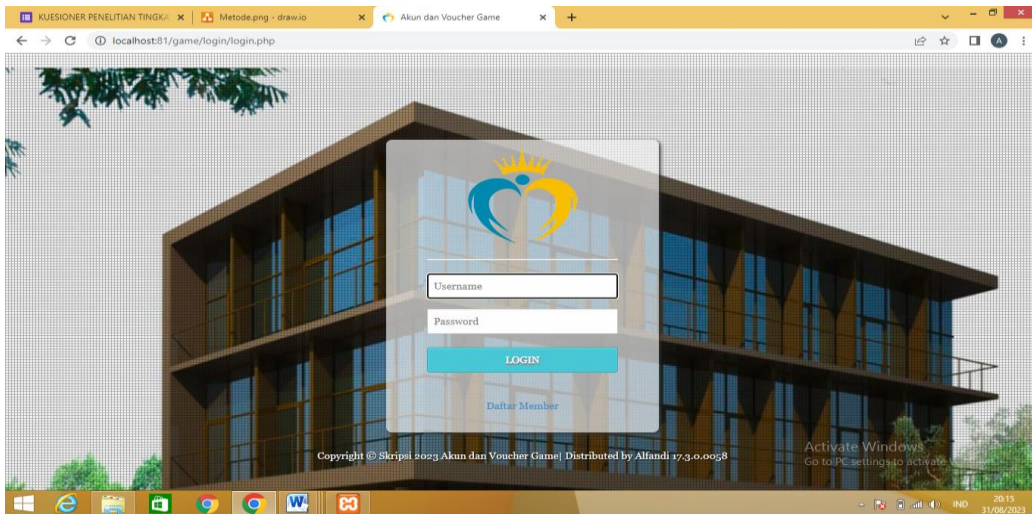 KUESIONER PENELITIAN TINGKA
Metode.png - draw.io
Akun dan Voucher Game
localhost:81/game/login/login.php
A
Username
Password
LOGIN
Daftar Member
Copyright © Skripsi 2023 Akun dan Voucher Game| Distributed by Alfandi 17.3.0.0058
Activate Windows
Go to PC settings to activate
IND
20:15
31/08/2023